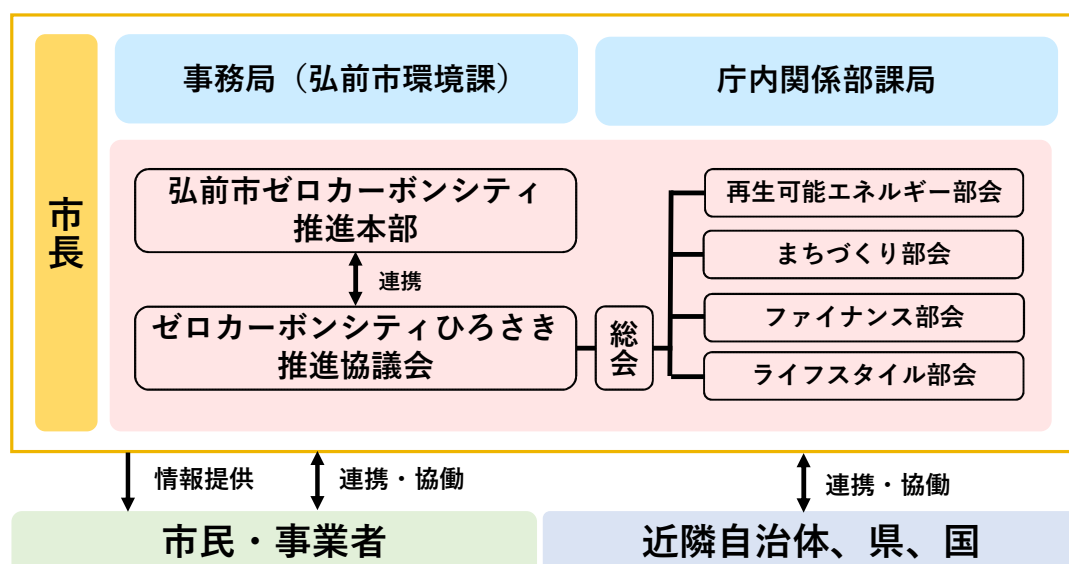 市長
事務局（弘前市環境課）
庁内関係部課局
弘前市ゼロカーボンシティ
推進本部
連携
ゼロカーボンシティひろさき
推進協議会
総会
再生可能エネルギー部会
まちづくり部会
ファイナンス部会
ライフスタイル部会
情報提供
連携・協働
連携・協働
市民・事業者
近隣自治体、県、国